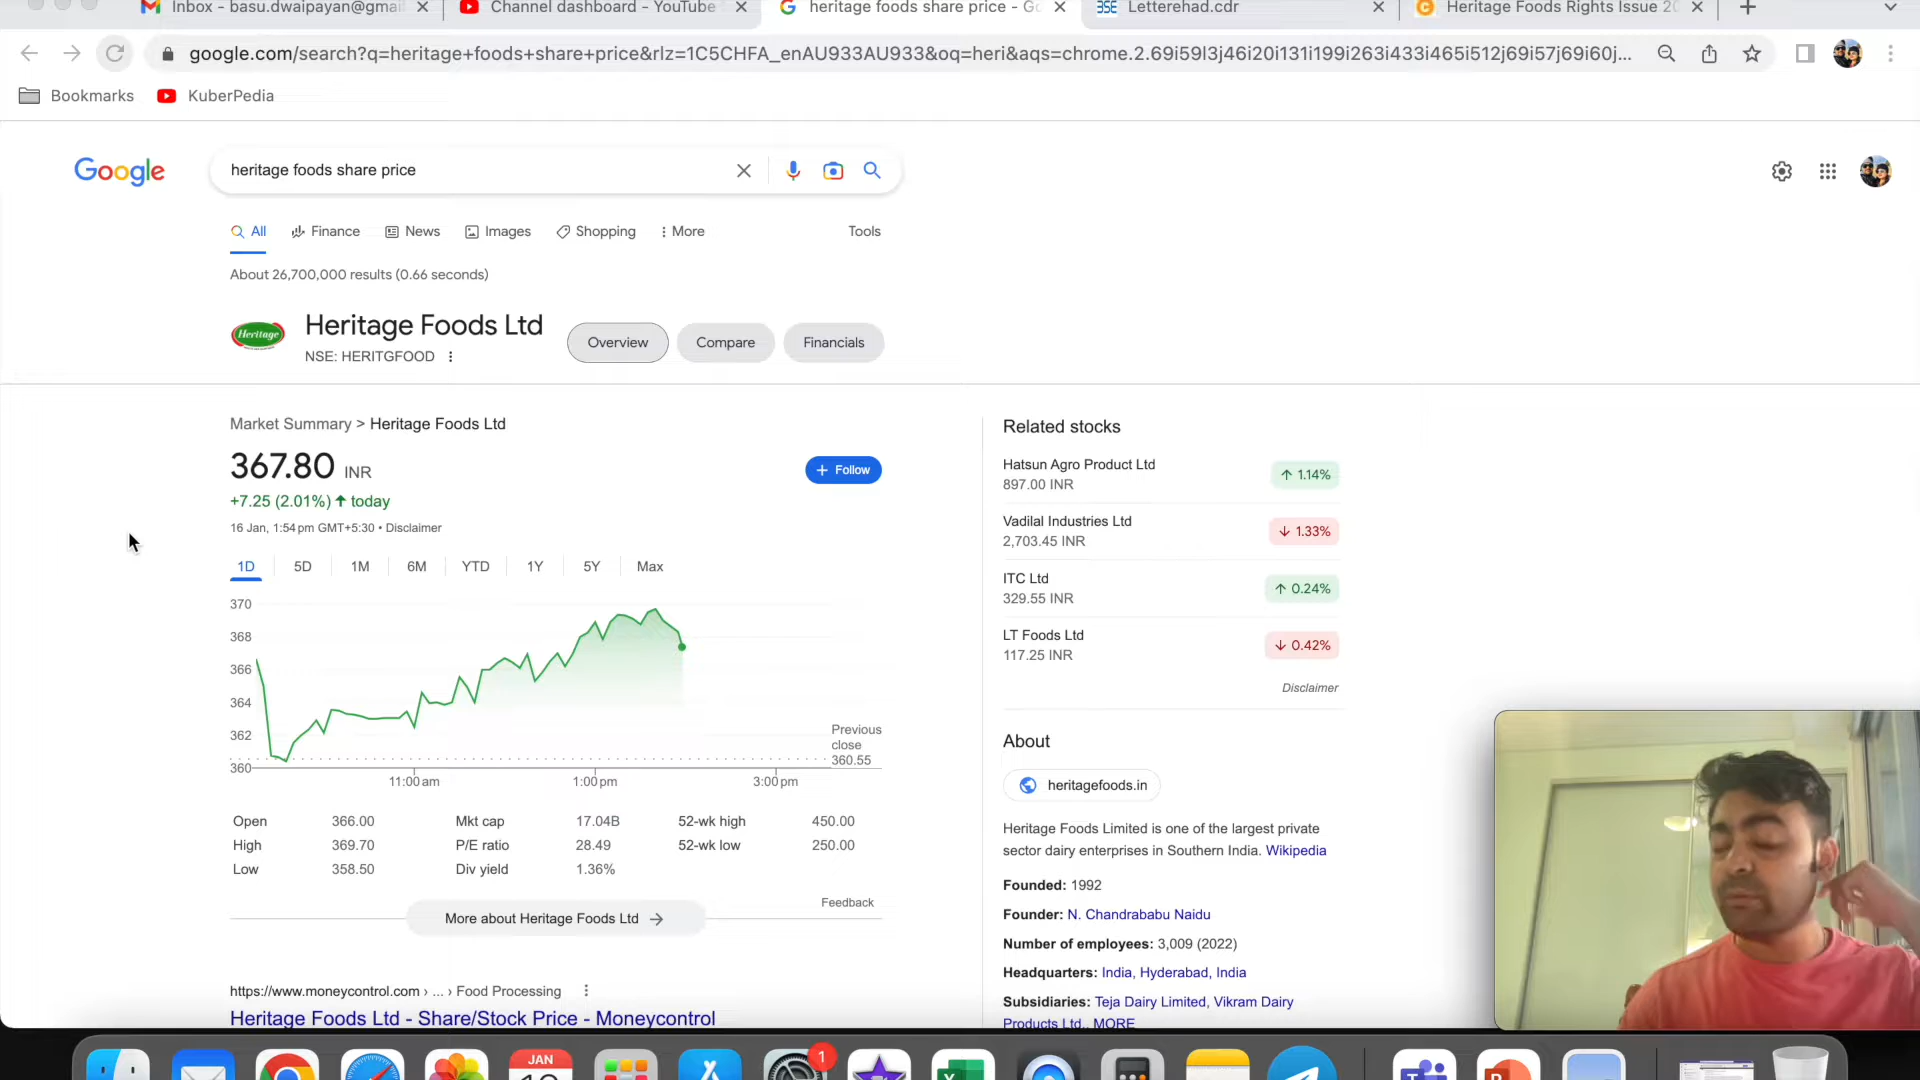 Inbox - basu.dwaipayan@gmai
Channel dashboard - YouTube
heritage foods share price - Go
BSE Letterehad.cdr
Heritage Foods Rights Issue 20
google.com/search?q=heritage+foods+share+price&rlz=1C5CHFA_enAU933AU933&oq=heri&aqs=chrome.2.69i59l3j46i20i131i199i263i433i465i512j69i57j69i60j...
Bookmarks
KuberPedia
Google
heritage foods share price
All
Finance
News
Images
Shopping
More
Tools
About 26,700,000 results (0.66 seconds)
Heritage
Heritage Foods Ltd
NSE: HERITGFOOD
Overview
Compare
Financials
Market Summary > Heritage Foods Ltd
367.80 INR
+ Follow
+7.25 (2.01%) ↑ today
16 Jan, 1:54 pm GMT+5:30 • Disclaimer
1D
5D
1M
6M
YTD
1Y
5Y
Max
370
368
366
364
362
360
Previous
close
360.55
11:00 am
1:00 pm
3:00 pm
Open 366.00
Mkt cap 17.04B
52-wk high 450.00
High 369.70
P/E ratio 28.49
52-wk low 250.00
Low 358.50
Div yield 1.36%
Feedback
More about Heritage Foods Ltd →
https://www.moneycontrol.com › ... › Food Processing
Heritage Foods Ltd - Share/Stock Price - Moneycontrol
Related stocks
Hatsun Agro Product Ltd
897.00 INR
↑ 1.14%
Vadilal Industries Ltd
2,703.45 INR
↓ 1.33%
ITC Ltd
329.55 INR
↑ 0.24%
LT Foods Ltd
117.25 INR
↓ 0.42%
Disclaimer
About
heritagefoods.in
Heritage Foods Limited is one of the largest private
sector dairy enterprises in Southern India. Wikipedia
Founded: 1992
Founder: N. Chandrababu Naidu
Number of employees: 3,009 (2022)
Headquarters: India, Hyderabad, India
Subsidiaries: Teja Dairy Limited, Vikram Dairy
Products Ltd., MORE
JAN
1